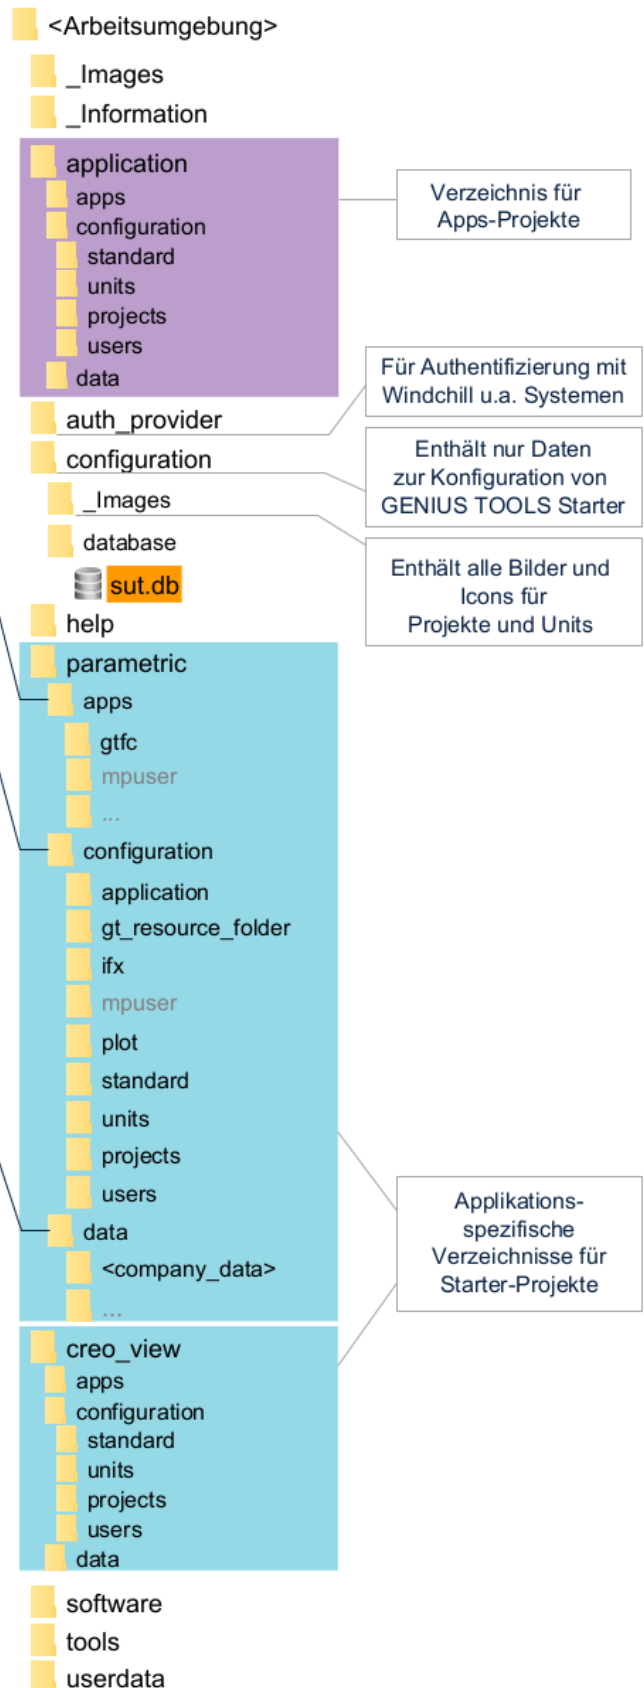 <Arbeitsumgebung>
_Images
_Information
application
apps
configuration
standard
units
projects
users
data
Verzeichnis für
Apps-Projekte
auth_provider
Für Authentifizierung mit
Windchill u.a. Systemen
configuration
Enthält nur Daten
zur Konfiguration von
GENIUS TOOLS Starter
_Images
Enthält alle Bilder und
Icons für
Projekte und Units
database
sut.db
help
parametric
apps
gtfc
mpuser
...
configuration
application
gt_resource_folder
ifx
mpuser
plot
standard
units
projects
users
data
<company_data>
...
Applikations-
spezifische
Verzeichnisse für
Starter-Projekte
creo_view
apps
configuration
standard
units
projects
users
data
software
tools
userdata